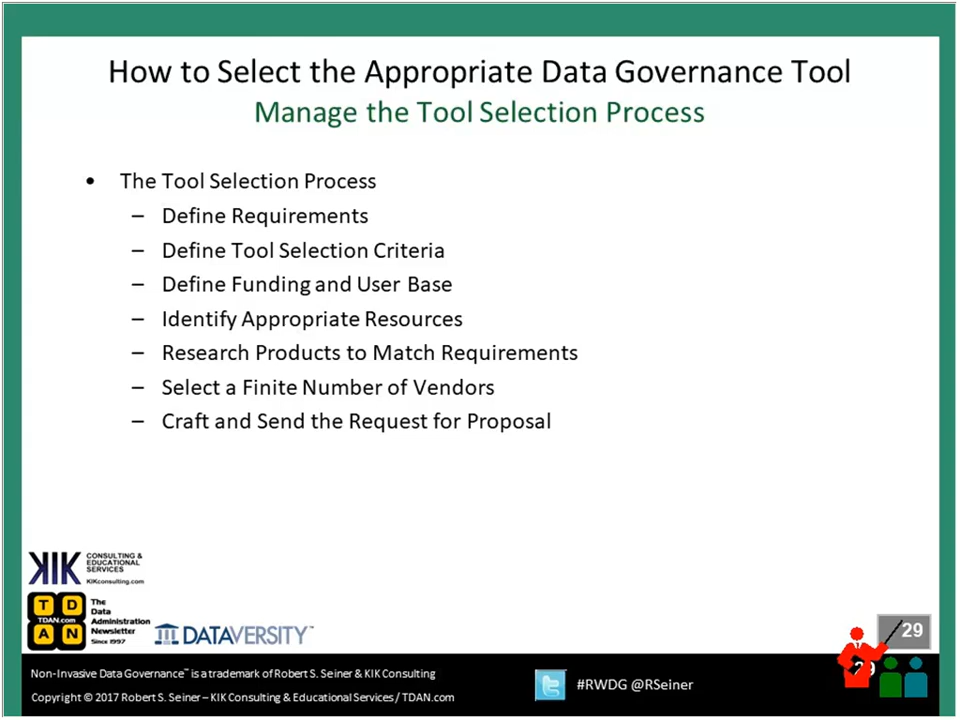 How to Select the Appropriate Data Governance Tool
Manage the Tool Selection Process
• The Tool Selection Process
– Define Requirements
– Define Tool Selection Criteria
– Define Funding and User Base
– Identify Appropriate Resources
– Research Products to Match Requirements
– Select a Finite Number of Vendors
– Craft and Send the Request for Proposal
KIK
CONSULTING &
EDUCATIONAL
SERVICES
KIKconsulting.com
T D
TDAN.com
A N
The
Data
Administration
Newsletter
Since 1997
DATAVERSITY™
29
29
Non-Invasive Data Governance™ is a trademark of Robert S. Seiner & KIK Consulting
Copyright © 2017 Robert S. Seiner – KIK Consulting & Educational Services / TDAN.com
#RWDG @RSeiner